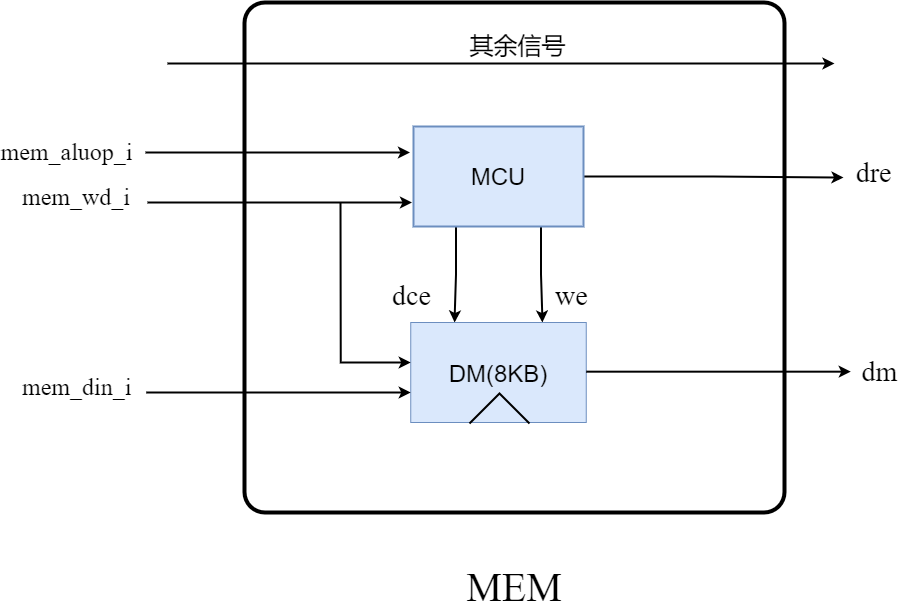 其余信号
mem_aluop_i
MCU
dre
mem_wd_i
dce
we
mem_din_i
DM(8KB)
dm
MEM